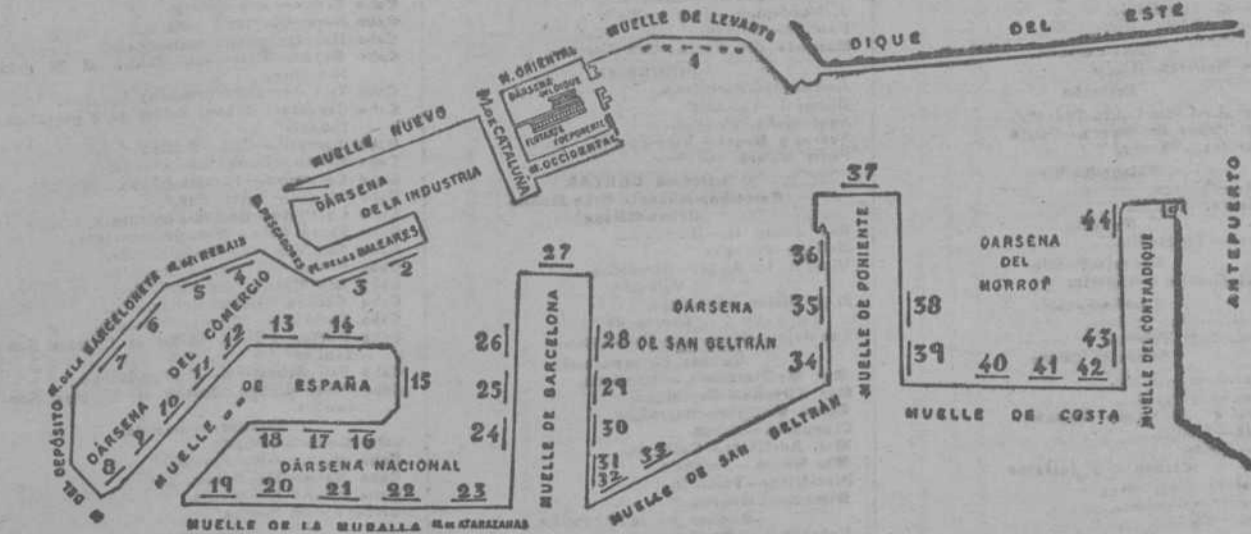 MUELLE DE LEVANTE
DIQUE DEL ESTE
1
M. ORIENTAL
DÁRSENA
DEL DIQUE
FLOTANTE
Y DEPONENTE
M. OCCIDENTAL
M. DE CATALUÑA
MUELLE NUEVO
DÁRSENA
DE LA INDUSTRIA
M. PESCADORES
M. DE LAS BALEARES
2
3
M. DEL REBAIX
4
5
M. DE LA BARCELONETA
6
7
M. DEL DEPÓSITO
DÁRSENA DEL COMERCIO
8
9
10
11
12
13
14
15
MUELLE DE ESPAÑA
18 17 16
DÁRSENA NACIONAL
19 20 21 22 23
MUELLE DE LA MURALLA M. DE ATARAZANAS
24
25
26
27
MUELLE DE BARCELONA
28
29
30
31
32
DÁRSENA
DE SAN BELTRÁN
33
MUELLE DE SAN BELTRÁN
34
35
36
37
MUELLE DE PONIENTE
38
39
DARSENA
DEL
MORROT
40 41 42
43
44
MUELLE DE COSTA
MUELLE DEL CONTRADIQUE
ANTEPUERTO